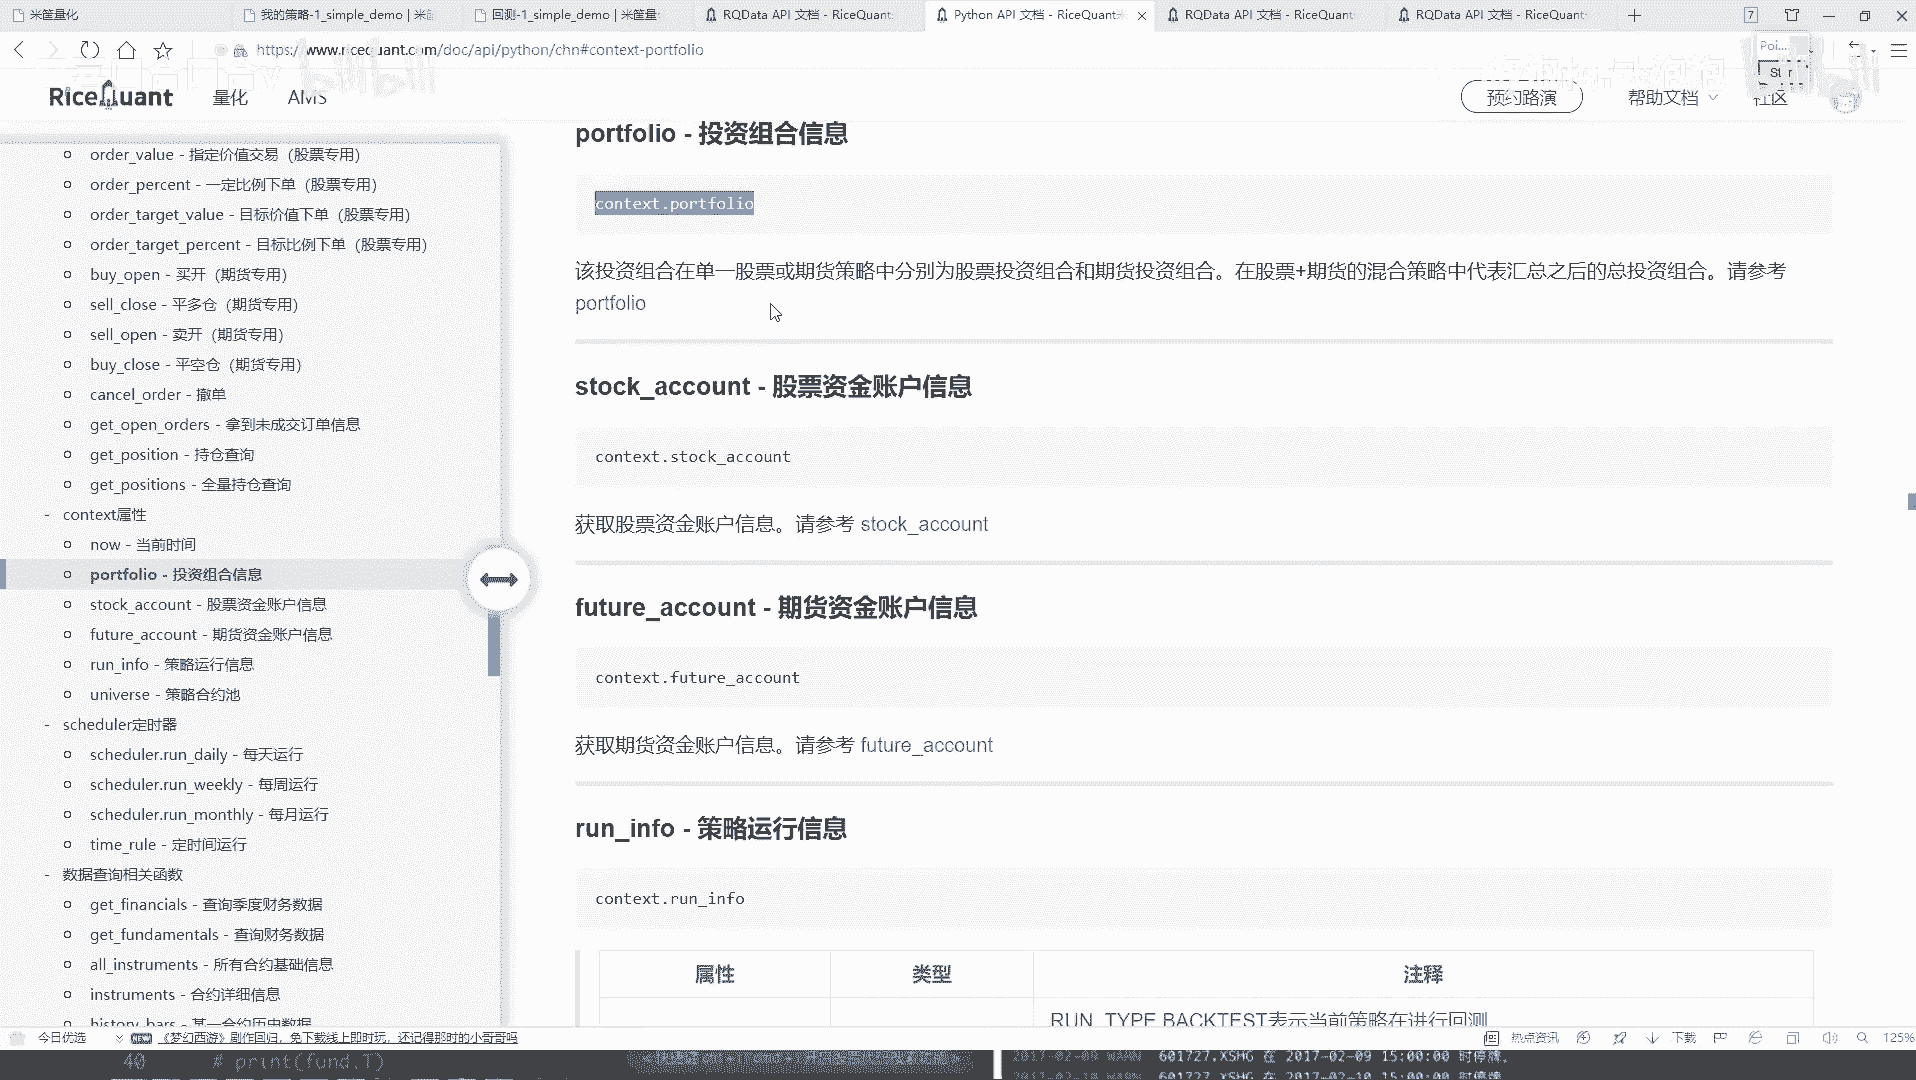 米筐量化
我的策略-1_simple_demo | 米筐
回测-1_simple_demo | 米筐量
RQData API 文档 - RiceQuant
Python API 文档 - RiceQuant
RQData API 文档 - RiceQuant
RQData API 文档 - RiceQuant
7
https://www.ricequant.com/doc/api/python/chn#context-portfolio
Poi...
RiceQuant
量化
AMS
预约路演
帮助文档
社区
bilibili
order_value - 指定价值交易（股票专用）
order_percent - 一定比例下单（股票专用）
order_target_value - 目标价值下单（股票专用）
order_target_percent - 目标比例下单（股票专用）
buy_open - 买开（期货专用）
sell_close - 平多仓（期货专用）
sell_open - 卖开（期货专用）
buy_close - 平空仓（期货专用）
cancel_order - 撤单
get_open_orders - 拿到未成交订单信息
get_position - 持仓查询
get_positions - 全量持仓查询
- context属性
now - 当前时间
portfolio - 投资组合信息
stock_account - 股票资金账户信息
future_account - 期货资金账户信息
run_info - 策略运行信息
universe - 策略合约池
- scheduler定时器
scheduler.run_daily - 每天运行
scheduler.run_weekly - 每周运行
scheduler.run_monthly - 每月运行
time_rule - 定时间运行
- 数据查询相关函数
get_financials - 查询季度财务数据
get_fundamentals - 查询财务数据
all_instruments - 所有合约基础信息
instruments - 合约详细信息
history_bars - 某一合约历史数据
portfolio - 投资组合信息
context.portfolio
该投资组合在单一股票或期货策略中分别为股票投资组合和期货投资组合。在股票+期货的混合策略中代表汇总之后的总投资组合。请参考
portfolio
stock_account - 股票资金账户信息
context.stock_account
获取股票资金账户信息。请参考 stock_account
future_account - 期货资金账户信息
context.future_account
获取期货资金账户信息。请参考 future_account
run_info - 策略运行信息
context.run_info
属性
类型
注释
RUN_TYPE.BACKTEST表示当前策略在进行回测
今日优选
《梦幻西游》剧作回归，免下载线上即时玩，还记得那时的小哥哥吗
热点资讯
下载
125%
40 # print(fund.T)
2017-02-09 WARN 601727.XSHG 在 2017-02-09 15:00:00 时停牌。
2017-02-10 WARN 601727.XSHG 在 2017-02-10 15:00:00 时停牌。